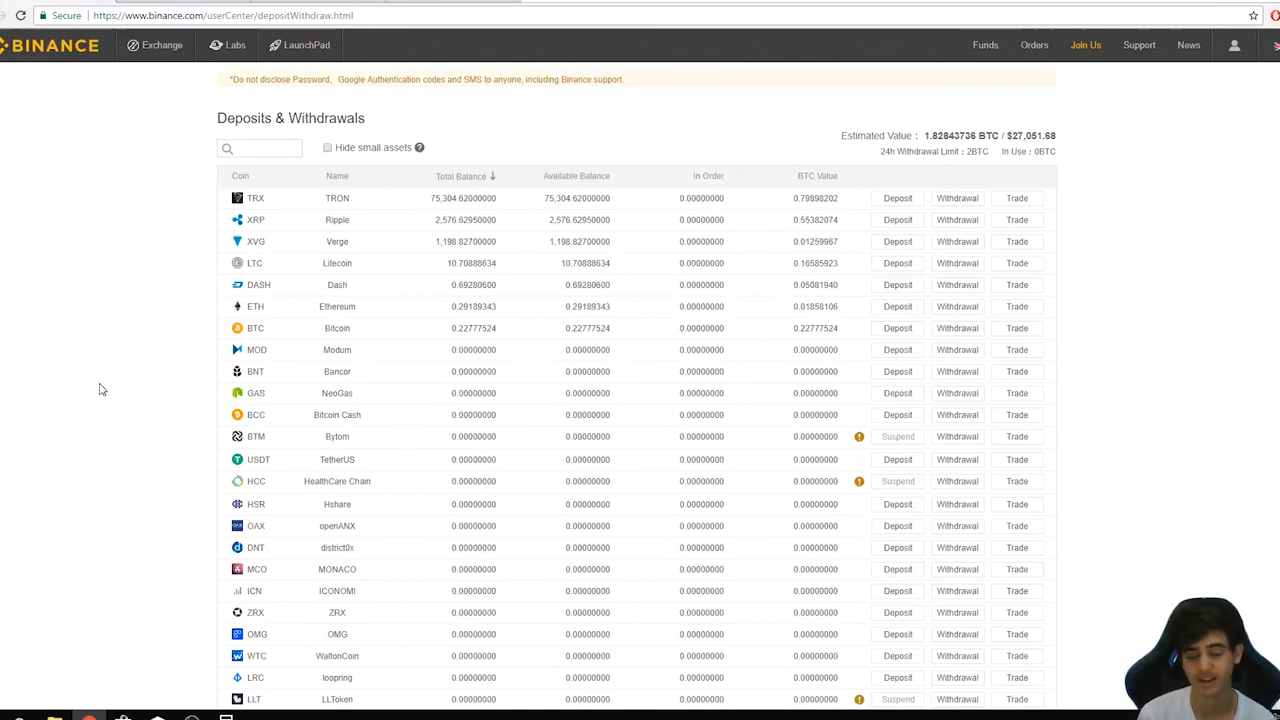 Secure https://www.binance.com/userCenter/depositWithdraw.html
BINANCE Exchange Labs LaunchPad Funds Orders Join Us Support News
*Do not disclose Password、Google Authentication codes and SMS to anyone, including Binance support.
Deposits & Withdrawals
Estimated Value : 1.82843736 BTC / $27,051.68
Hide small assets ?
24h Withdrawal Limit : 2BTC In Use : 0BTC
Coin Name Total Balance Available Balance In Order BTC Value
TRX TRON 75,304.62000000 75,304.62000000 0.00000000 0.79898202 Deposit Withdrawal Trade
XRP Ripple 2,576.62950000 2,576.62950000 0.00000000 0.55382074 Deposit Withdrawal Trade
XVG Verge 1,198.82700000 1,198.82700000 0.00000000 0.01259967 Deposit Withdrawal Trade
LTC Litecoin 10.70888634 10.70888634 0.00000000 0.16585923 Deposit Withdrawal Trade
DASH Dash 0.69280600 0.69280600 0.00000000 0.05081940 Deposit Withdrawal Trade
ETH Ethereum 0.29189343 0.29189343 0.00000000 0.01858106 Deposit Withdrawal Trade
BTC Bitcoin 0.22777524 0.22777524 0.00000000 0.22777524 Deposit Withdrawal Trade
MOD Modum 0.00000000 0.00000000 0.00000000 0.00000000 Deposit Withdrawal Trade
BNT Bancor 0.00000000 0.00000000 0.00000000 0.00000000 Deposit Withdrawal Trade
GAS NeoGas 0.00000000 0.00000000 0.00000000 0.00000000 Deposit Withdrawal Trade
BCC Bitcoin Cash 0.00000000 0.00000000 0.00000000 0.00000000 Deposit Withdrawal Trade
BTM Bytom 0.00000000 0.00000000 0.00000000 0.00000000 Suspend Withdrawal Trade
USDT TetherUS 0.00000000 0.00000000 0.00000000 0.00000000 Deposit Withdrawal Trade
HCC HealthCare Chain 0.00000000 0.00000000 0.00000000 0.00000000 Suspend Withdrawal Trade
HSR Hshare 0.00000000 0.00000000 0.00000000 0.00000000 Deposit Withdrawal Trade
OAX openANX 0.00000000 0.00000000 0.00000000 0.00000000 Deposit Withdrawal Trade
DNT district0x 0.00000000 0.00000000 0.00000000 0.00000000 Deposit Withdrawal Trade
MCO MONACO 0.00000000 0.00000000 0.00000000 0.00000000 Deposit Withdrawal Trade
ICN ICONOMI 0.00000000 0.00000000 0.00000000 0.00000000 Deposit Withdrawal Trade
ZRX ZRX 0.00000000 0.00000000 0.00000000 0.00000000 Deposit Withdrawal Trade
OMG OMG 0.00000000 0.00000000 0.00000000 0.00000000 Deposit Withdrawal Trade
WTC WaltonCoin 0.00000000 0.00000000 0.00000000 0.00000000 Deposit Withdrawal Trade
LRC loopring 0.00000000 0.00000000 0.00000000 0.00000000 Deposit Withdrawal Trade
LLT LLToken 0.00000000 0.00000000 0.00000000 0.00000000 Suspend Withdrawal Trade